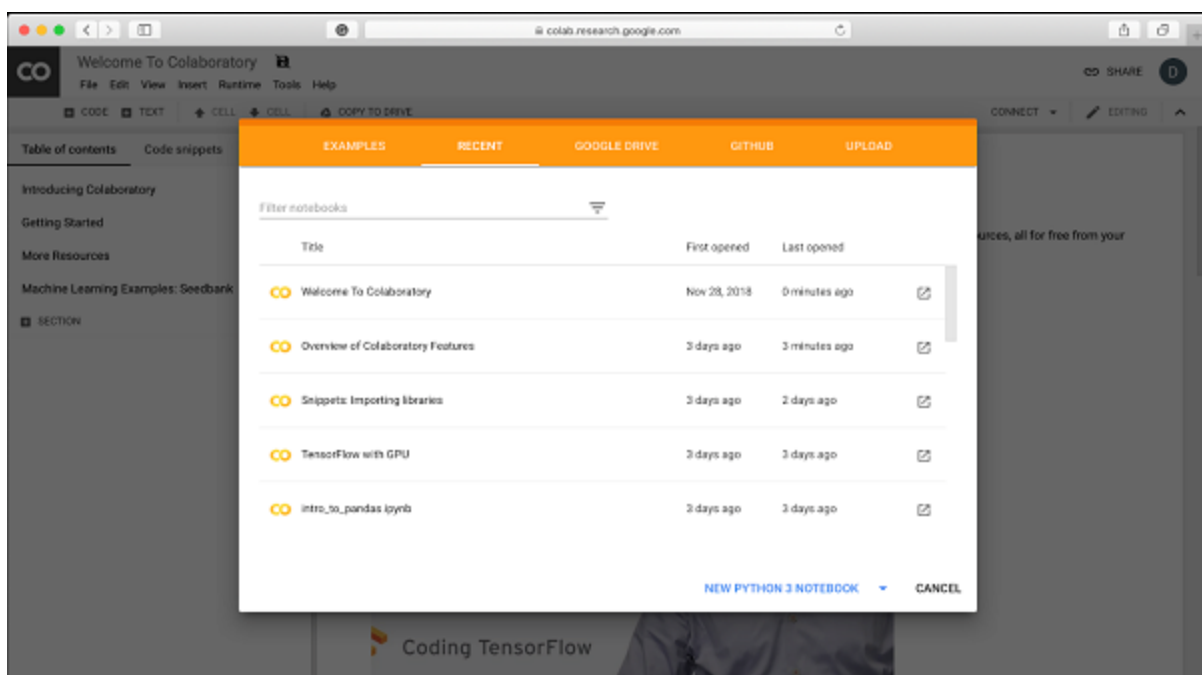 colab.research.google.com
CO
Welcome To Colaboratory
File Edit View Insert Runtime Tools Help
SHARE
D
CODE TEXT CELL CELL COPY TO DRIVE
CONNECT EDITING
Table of contents Code snippets
Introducing Colaboratory
Getting Started
More Resources
Machine Learning Examples: Seedbank
SECTION
EXAMPLES RECENT GOOGLE DRIVE GITHUB UPLOAD
Filter notebooks
Title First opened Last opened
CO Welcome To Colaboratory Nov 28, 2018 0 minutes ago
CO Overview of Colaboratory Features 3 days ago 3 minutes ago
CO Snippets: Importing libraries 3 days ago 2 days ago
CO TensorFlow with GPU 3 days ago 3 days ago
CO intro_to_pandas.ipynb 3 days ago 3 days ago
NEW PYTHON 3 NOTEBOOK CANCEL
all for free from your
Coding TensorFlow